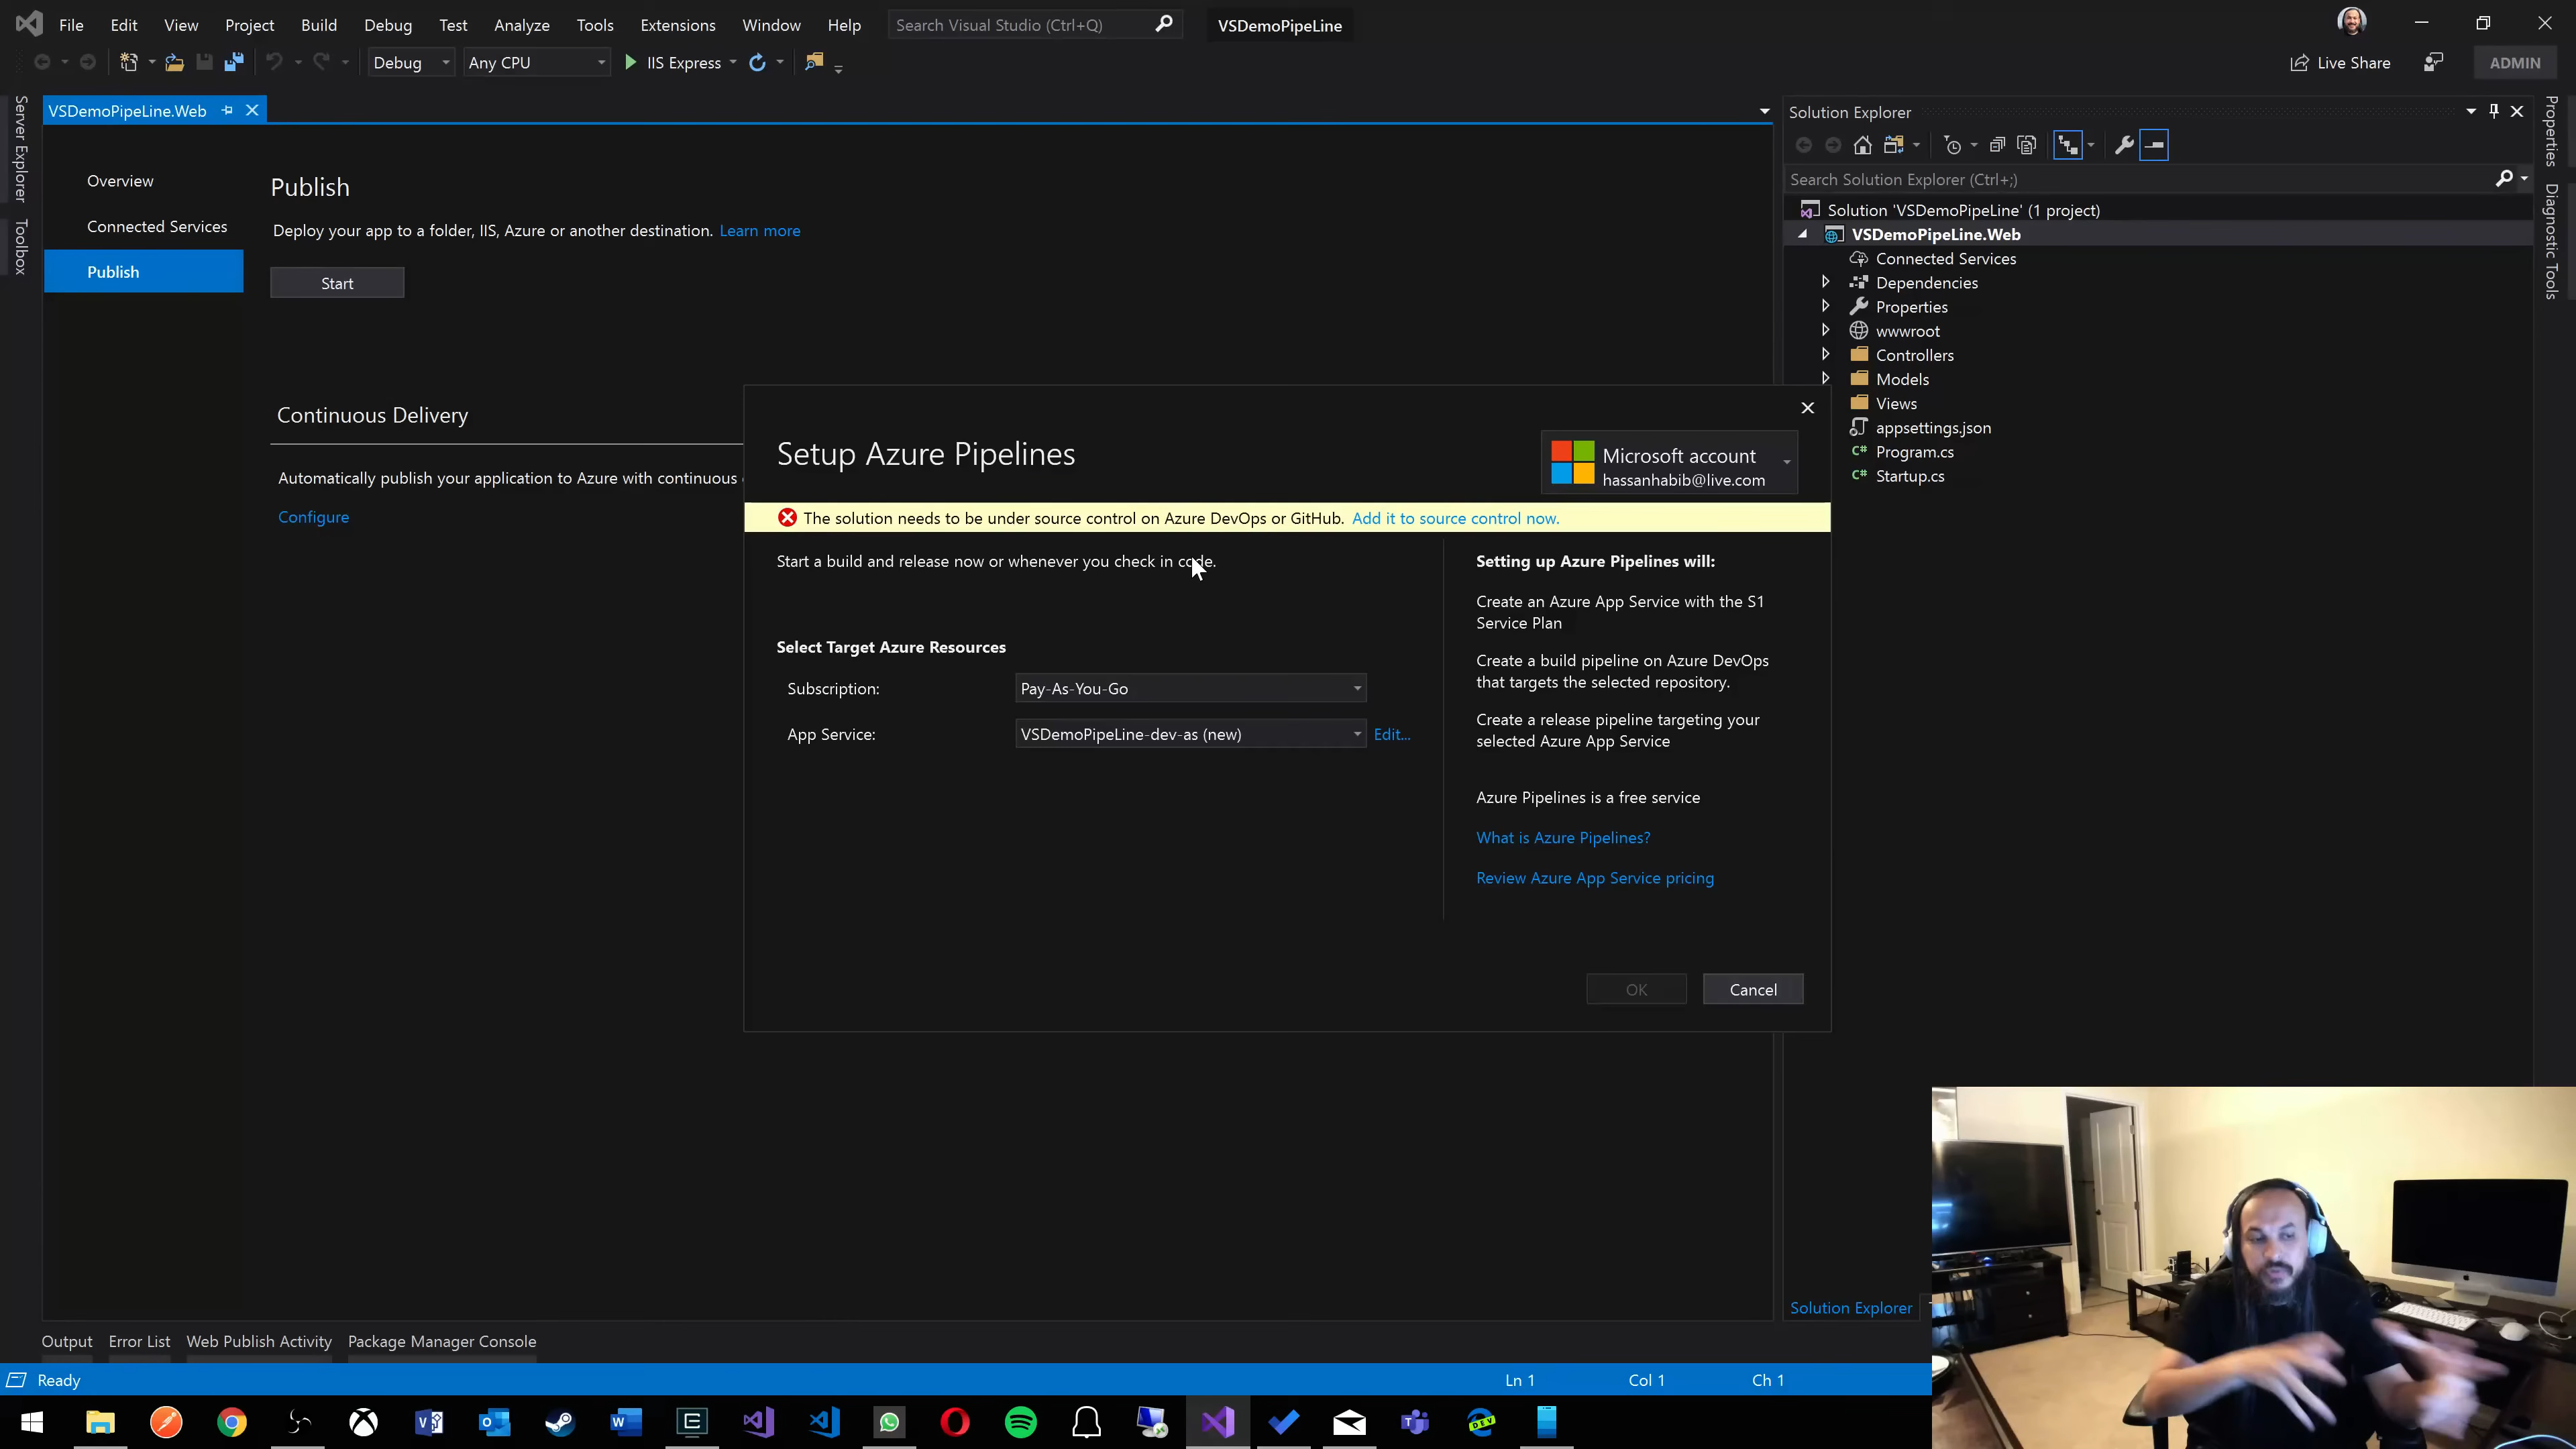 File Edit View Project Build Debug Test Analyze Tools Extensions Window Help Search Visual Studio (Ctrl+Q) VSDemoPipeLine
Debug Any CPU IIS Express Live Share ADMIN
Server Explorer
Toolbox
VSDemoPipeLine.Web
Overview
Connected Services
Publish
Publish
Deploy your app to a folder, IIS, Azure or another destination. Learn more
Start
Continuous Delivery
Automatically publish your application to Azure with continuous
Configure
Setup Azure Pipelines
Microsoft account
hassanhabib@live.com
The solution needs to be under source control on Azure DevOps or GitHub. Add it to source control now.
Start a build and release now or whenever you check in code.
Select Target Azure Resources
Subscription: Pay-As-You-Go
App Service: VSDemoPipeLine-dev-as (new) Edit...
Setting up Azure Pipelines will:
Create an Azure App Service with the S1
Service Plan
Create a build pipeline on Azure DevOps
that targets the selected repository.
Create a release pipeline targeting your
selected Azure App Service
Azure Pipelines is a free service
What is Azure Pipelines?
Review Azure App Service pricing
OK Cancel
Solution Explorer
Search Solution Explorer (Ctrl+;)
Solution 'VSDemoPipeLine' (1 project)
VSDemoPipeLine.Web
Connected Services
Dependencies
Properties
wwwroot
Controllers
Models
Views
appsettings.json
C# Program.cs
C# Startup.cs
Properties
Diagnostic Tools
Solution Explorer
Output Error List Web Publish Activity Package Manager Console
Ready Ln 1 Col 1 Ch 1